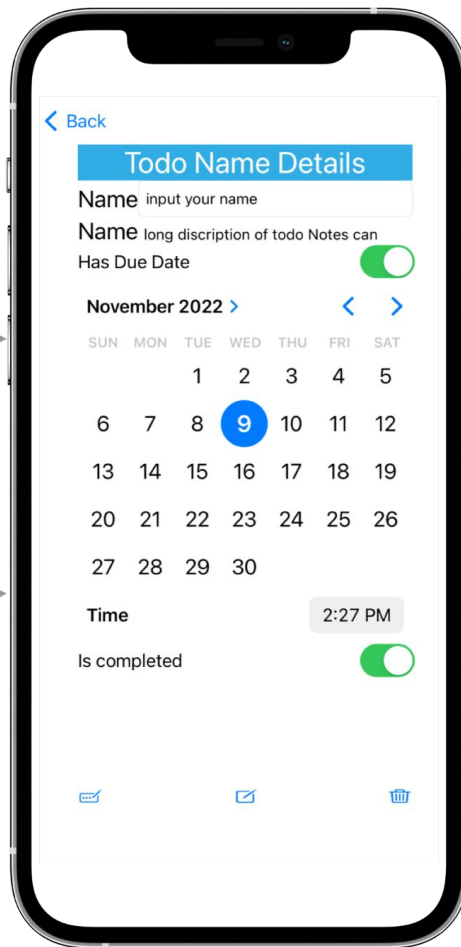 Back
Todo Name Details
Name input your name
Name long discription of todo Notes can
Has Due Date
November 2022
SUN MON TUE WED THU FRI SAT
1 2 3 4 5
6 7 8 9 10 11 12
13 14 15 16 17 18 19
20 21 22 23 24 25 26
27 28 29 30
Time 2:27 PM
Is completed